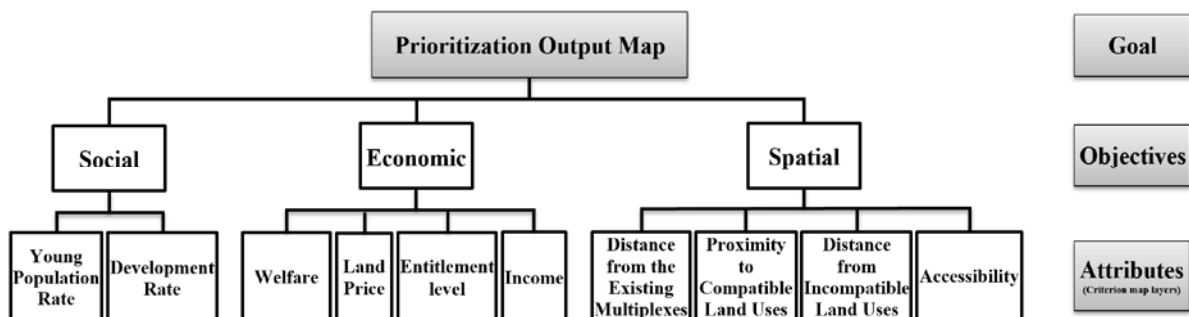 Prioritization Output Map
Goal
Social
Economic
Spatial
Objectives
Young
Population
Rate
Development
Rate
Welfare
Land
Price
Entitlement
level
Income
Distance
from the
Existing
Multiplexes
Proximity
to
Compatible
Land Uses
Distance
from
Incompatible
Land Uses
Accessibility
Attributes
(Criterion map layers)